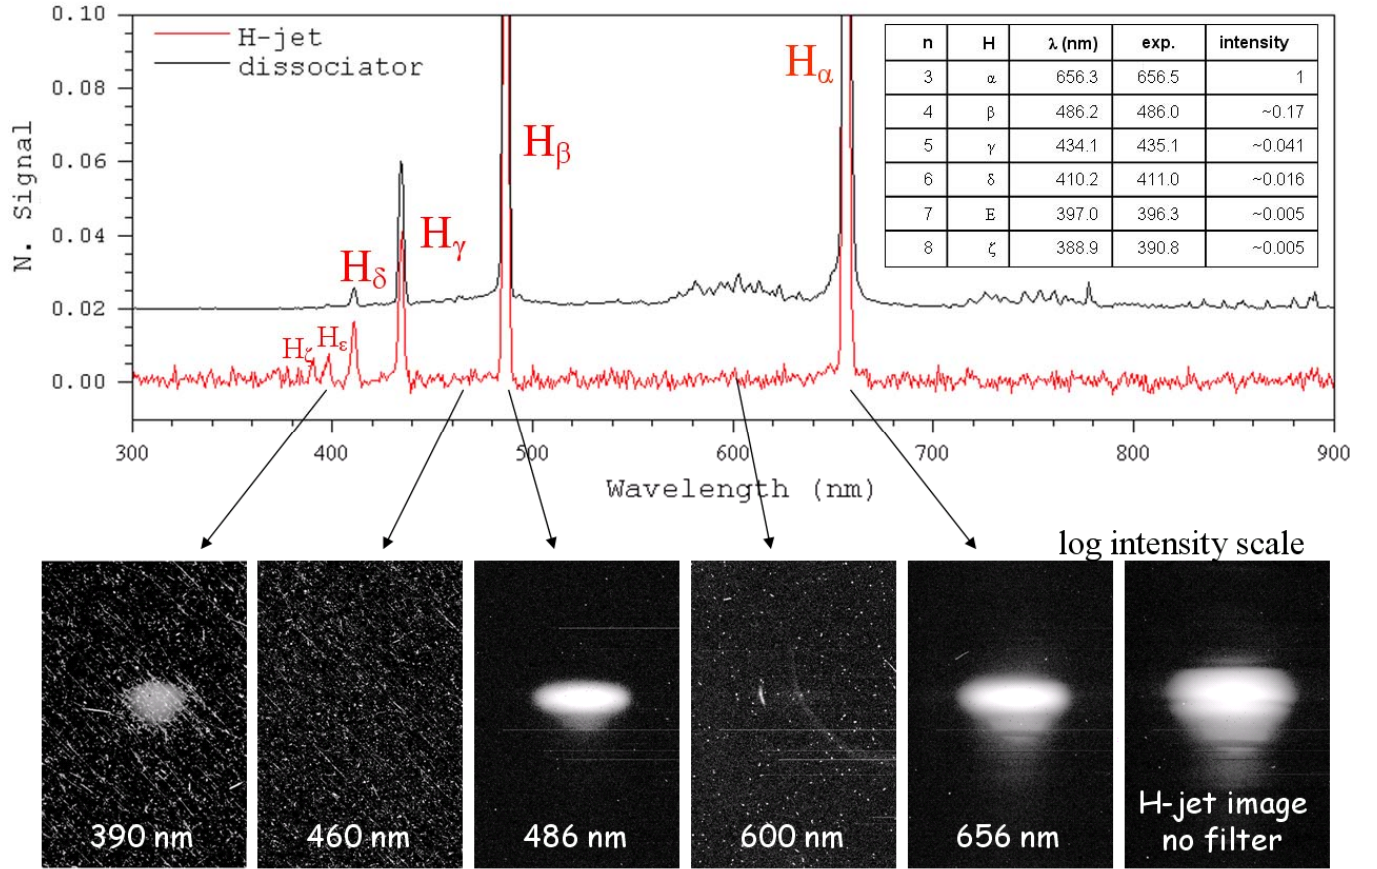 0.10
0.08
0.06
0.04
0.02
0.00
N. Signal
H-jet
dissociator
Hα
Hβ
Hγ
Hδ
Hε
Hζ
n H λ (nm) exp. intensity
3 α 656.3 656.5 1
4 β 486.2 486.0 ~0.17
5 γ 434.1 435.1 ~0.041
6 δ 410.2 411.0 ~0.016
7 E 397.0 396.3 ~0.005
8 ζ 388.9 390.8 ~0.005
300 400 500 600 700 800 900
Wavelength (nm)
log intensity scale
390 nm
460 nm
486 nm
600 nm
656 nm
H-jet image
no filter